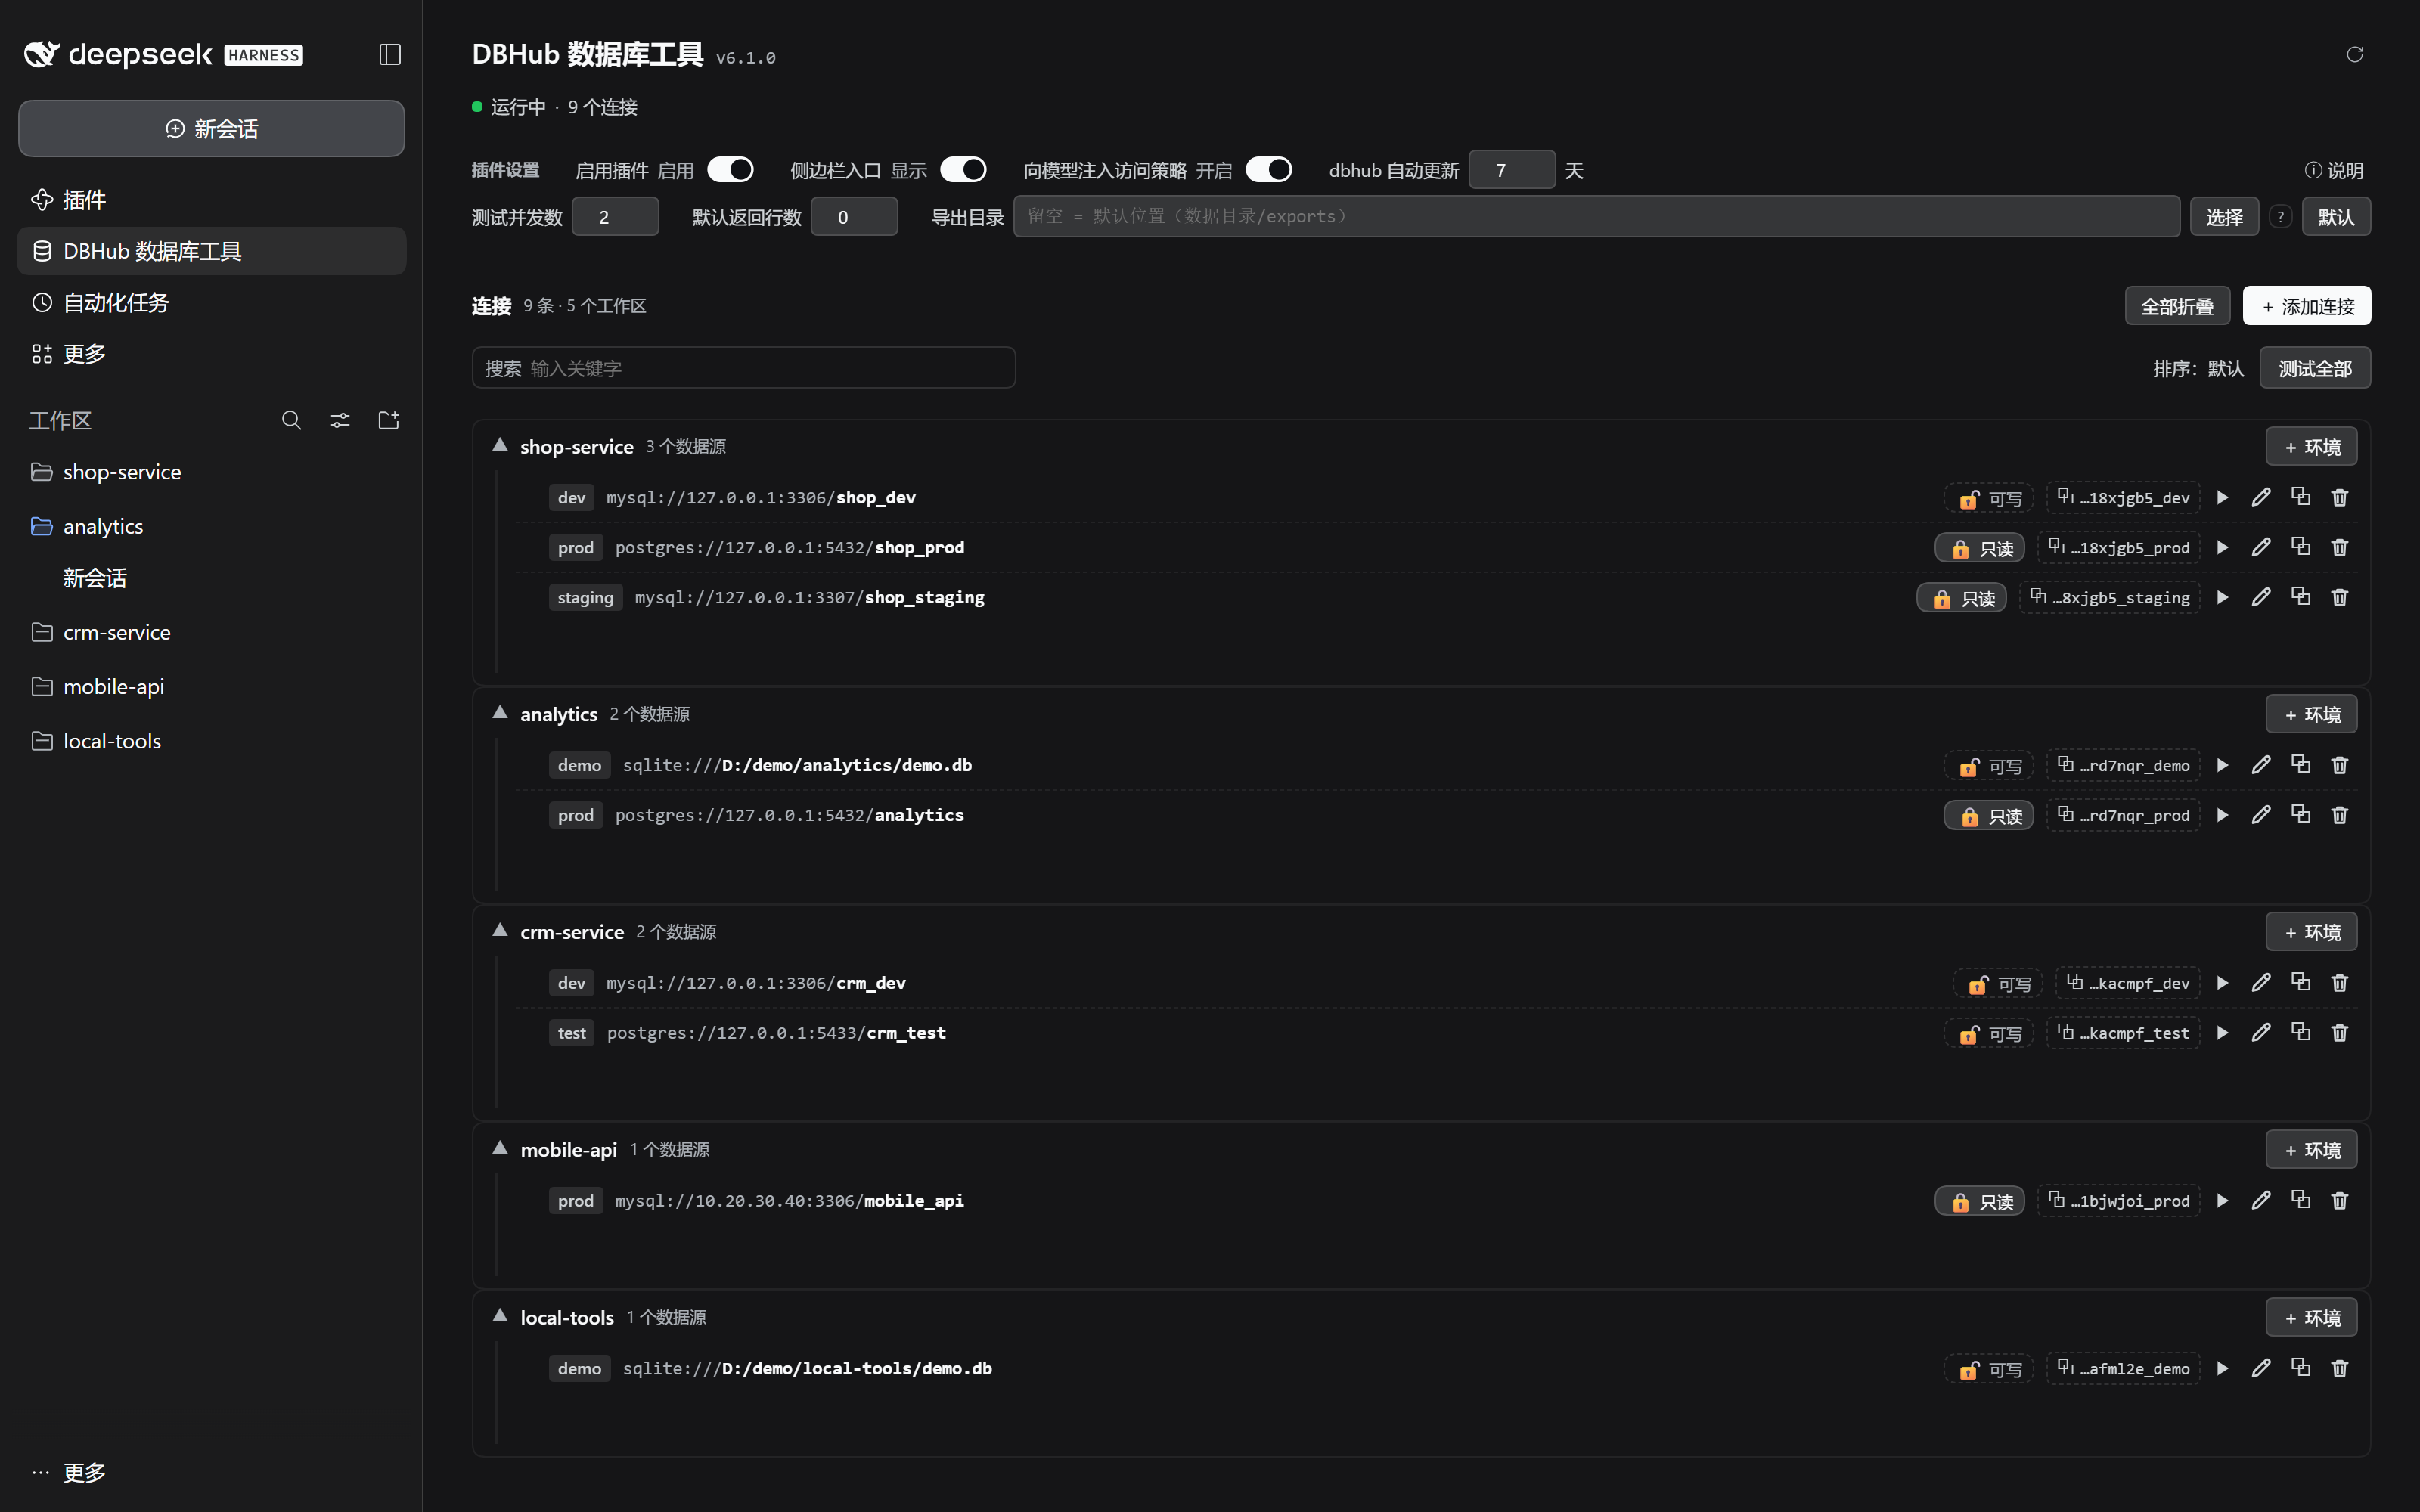 deepseek HARNESS
新会话
插件
DBHub 数据库工具
自动化任务
更多
工作区
shop-service
analytics
新会话
crm-service
mobile-api
local-tools
更多
DBHub 数据库工具 v6.1.0
运行中 · 9 个连接
插件设置 启用插件 启用 侧边栏入口 显示 向模型注入访问策略 开启 dbhub 自动更新 7 天 说明
测试并发数 2 默认返回行数 0 导出目录 留空 = 默认位置（数据目录/exports） 选择 ? 默认
连接 9 条 · 5 个工作区 全部折叠 + 添加连接
搜索 输入关键字 排序：默认 测试全部
shop-service 3 个数据源 + 环境
dev mysql://127.0.0.1:3306/shop_dev 可写 …18xjgb5_dev
prod postgres://127.0.0.1:5432/shop_prod 只读 …18xjgb5_prod
staging mysql://127.0.0.1:3307/shop_staging 只读 …8xjgb5_staging
analytics 2 个数据源 + 环境
demo sqlite:///D:/demo/analytics/demo.db 可写 …rd7nqr_demo
prod postgres://127.0.0.1:5432/analytics 只读 …rd7nqr_prod
crm-service 2 个数据源 + 环境
dev mysql://127.0.0.1:3306/crm_dev 可写 …kacmpf_dev
test postgres://127.0.0.1:5433/crm_test 可写 …kacmpf_test
mobile-api 1 个数据源 + 环境
prod mysql://10.20.30.40:3306/mobile_api 只读 …1bjwjoi_prod
local-tools 1 个数据源 + 环境
demo sqlite:///D:/demo/local-tools/demo.db 可写 …afml2e_demo